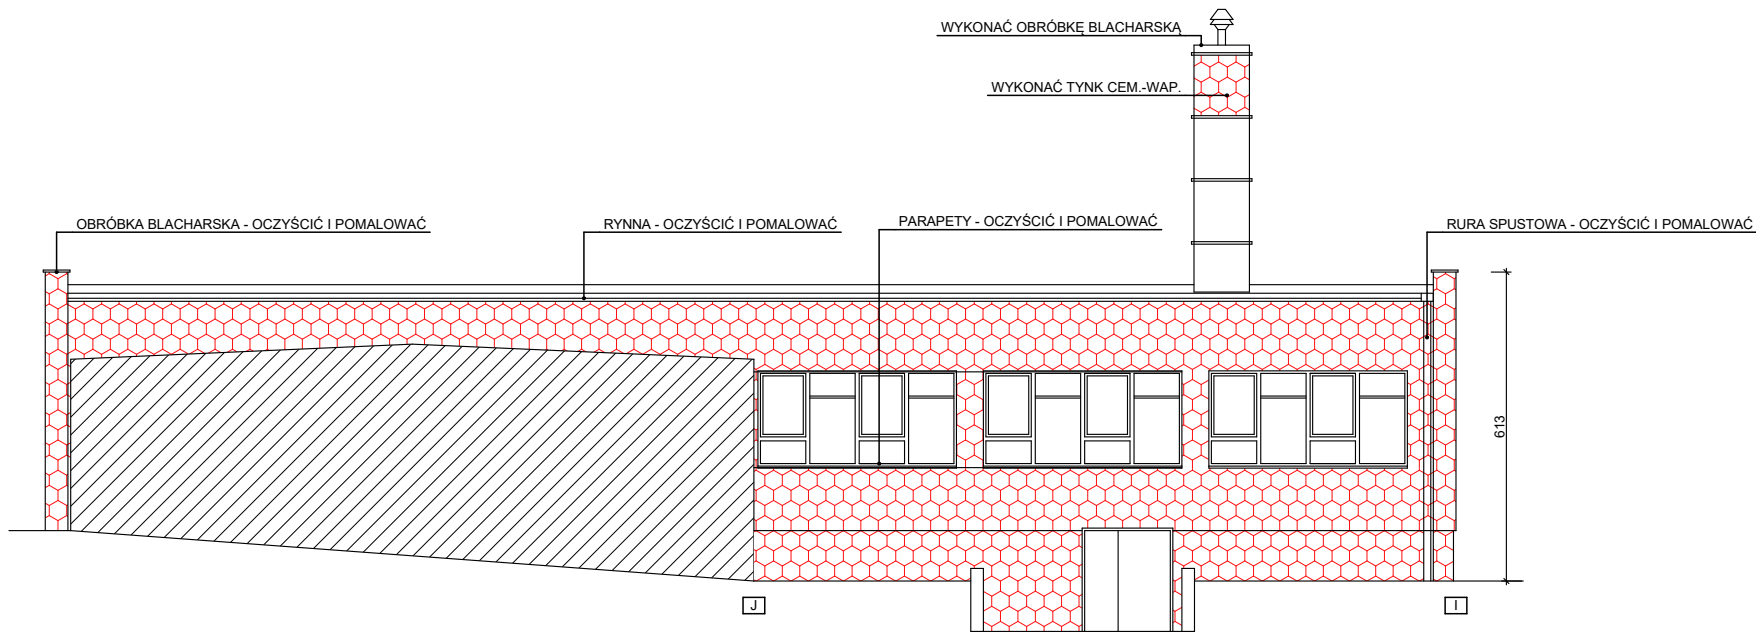 WYKONAĆ OBRÓBKĘ BLACHARSKĄ
WYKONAĆ TYNK CEM.-WAP.
OBRÓBKA BLACHARSKA - OCZYŚCIĆ I POMALOWAĆ
RYNNA - OCZYŚCIĆ I POMALOWAĆ
PARAPETY - OCZYŚCIĆ I POMALOWAĆ
RURA SPUSTOWA - OCZYŚCIĆ I POMALOWAĆ
613
J
I